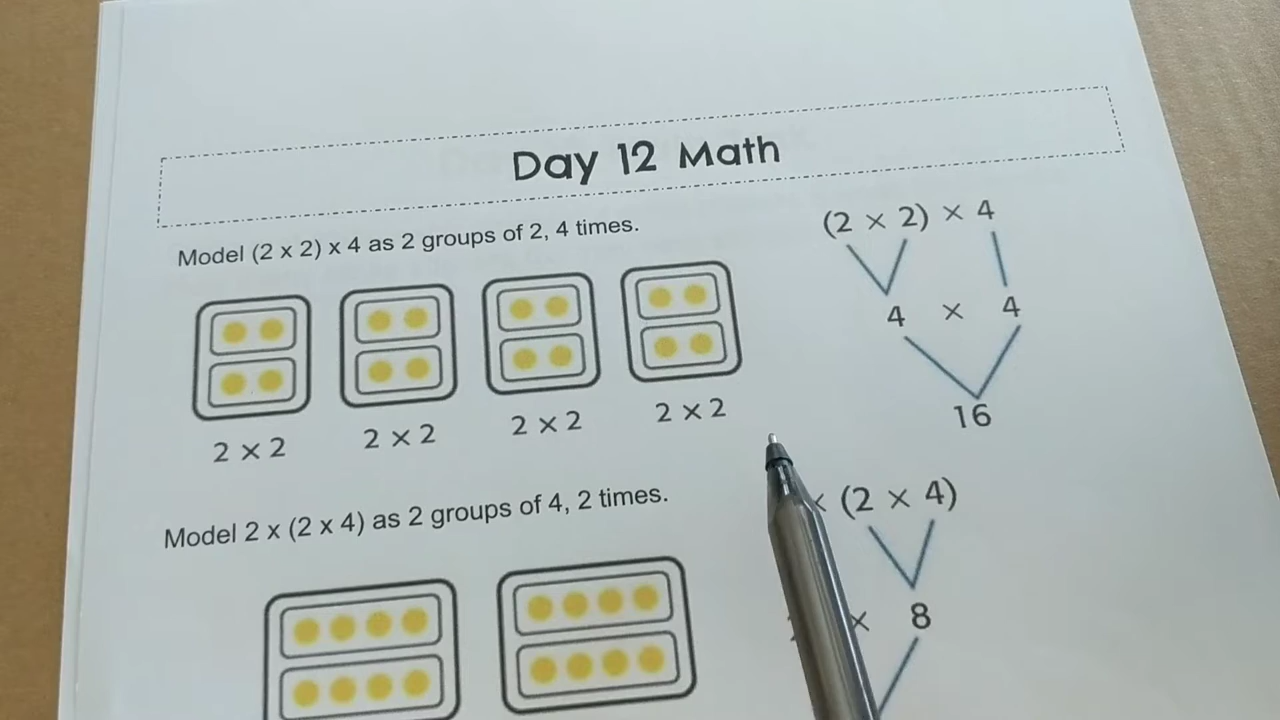 Day 12 Math
Model (2 x 2) x 4 as 2 groups of 2, 4 times.
2 × 2
2 × 2
2 × 2
2 × 2
(2 × 2) × 4
4 × 4
16
Model 2 x (2 x 4) as 2 groups of 4, 2 times.
× (2 × 4)
× 8